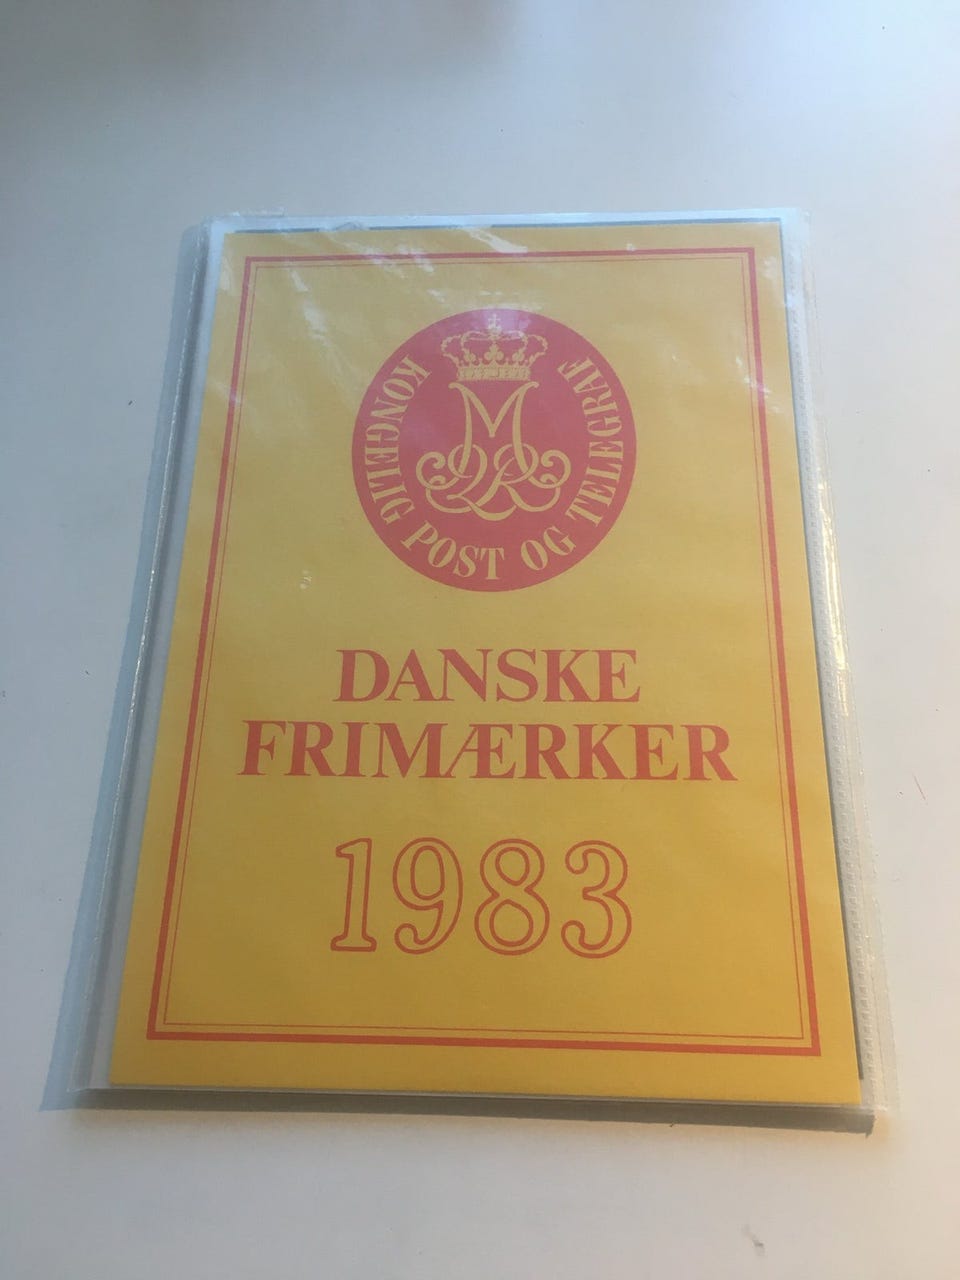 KONGELIG POST OG TELEGRAF
DANSKE
FRIMÆRKER
1983